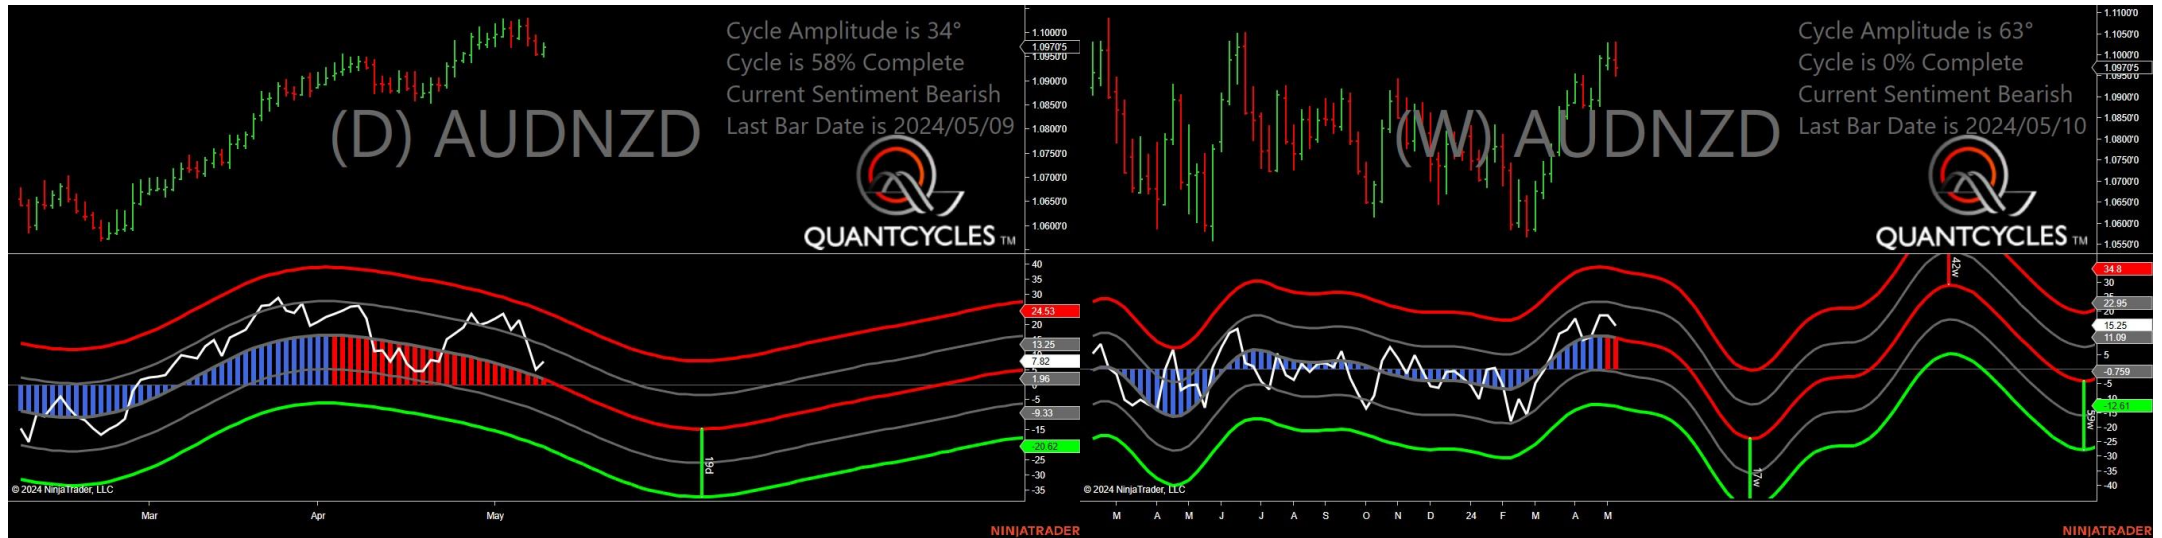 Cycle Amplitude is 34°
Cycle is 58% Complete
Current Sentiment Bearish
Last Bar Date is 2024/05/09
(D) AUDNZD
QUANTCYCLES TM
1.1000'0
1.0970'5
1.0950'0
1.0900'0
1.0850'0
1.0800'0
1.0750'0
1.0700'0
1.0650'0
1.0600'0
40
35
30
24.53
20
13.25
7.82
1.96
-5
-9.33
-15
-20.62
-25
-30
-35
19d
© 2024 NinjaTrader, LLC
Mar Apr May
NINJATRADER
Cycle Amplitude is 63°
Cycle is 0% Complete
Current Sentiment Bearish
Last Bar Date is 2024/05/10
(W) AUDNZD
QUANTCYCLES TM
1.1100'0
1.1050'0
1.1000'0
1.0970'5
1.0950'0
1.0900'0
1.0850'0
1.0800'0
1.0750'0
1.0700'0
1.0650'0
1.0600'0
1.0550'0
34.8
30
22.95
20
15.25
11.09
5
-0.759
-5
-12.61
-20
-25
-30
-35
-40
42w
17w
59w
© 2024 NinjaTrader, LLC
M A M J J A S O N D 24 F M A M
NINJATRADER